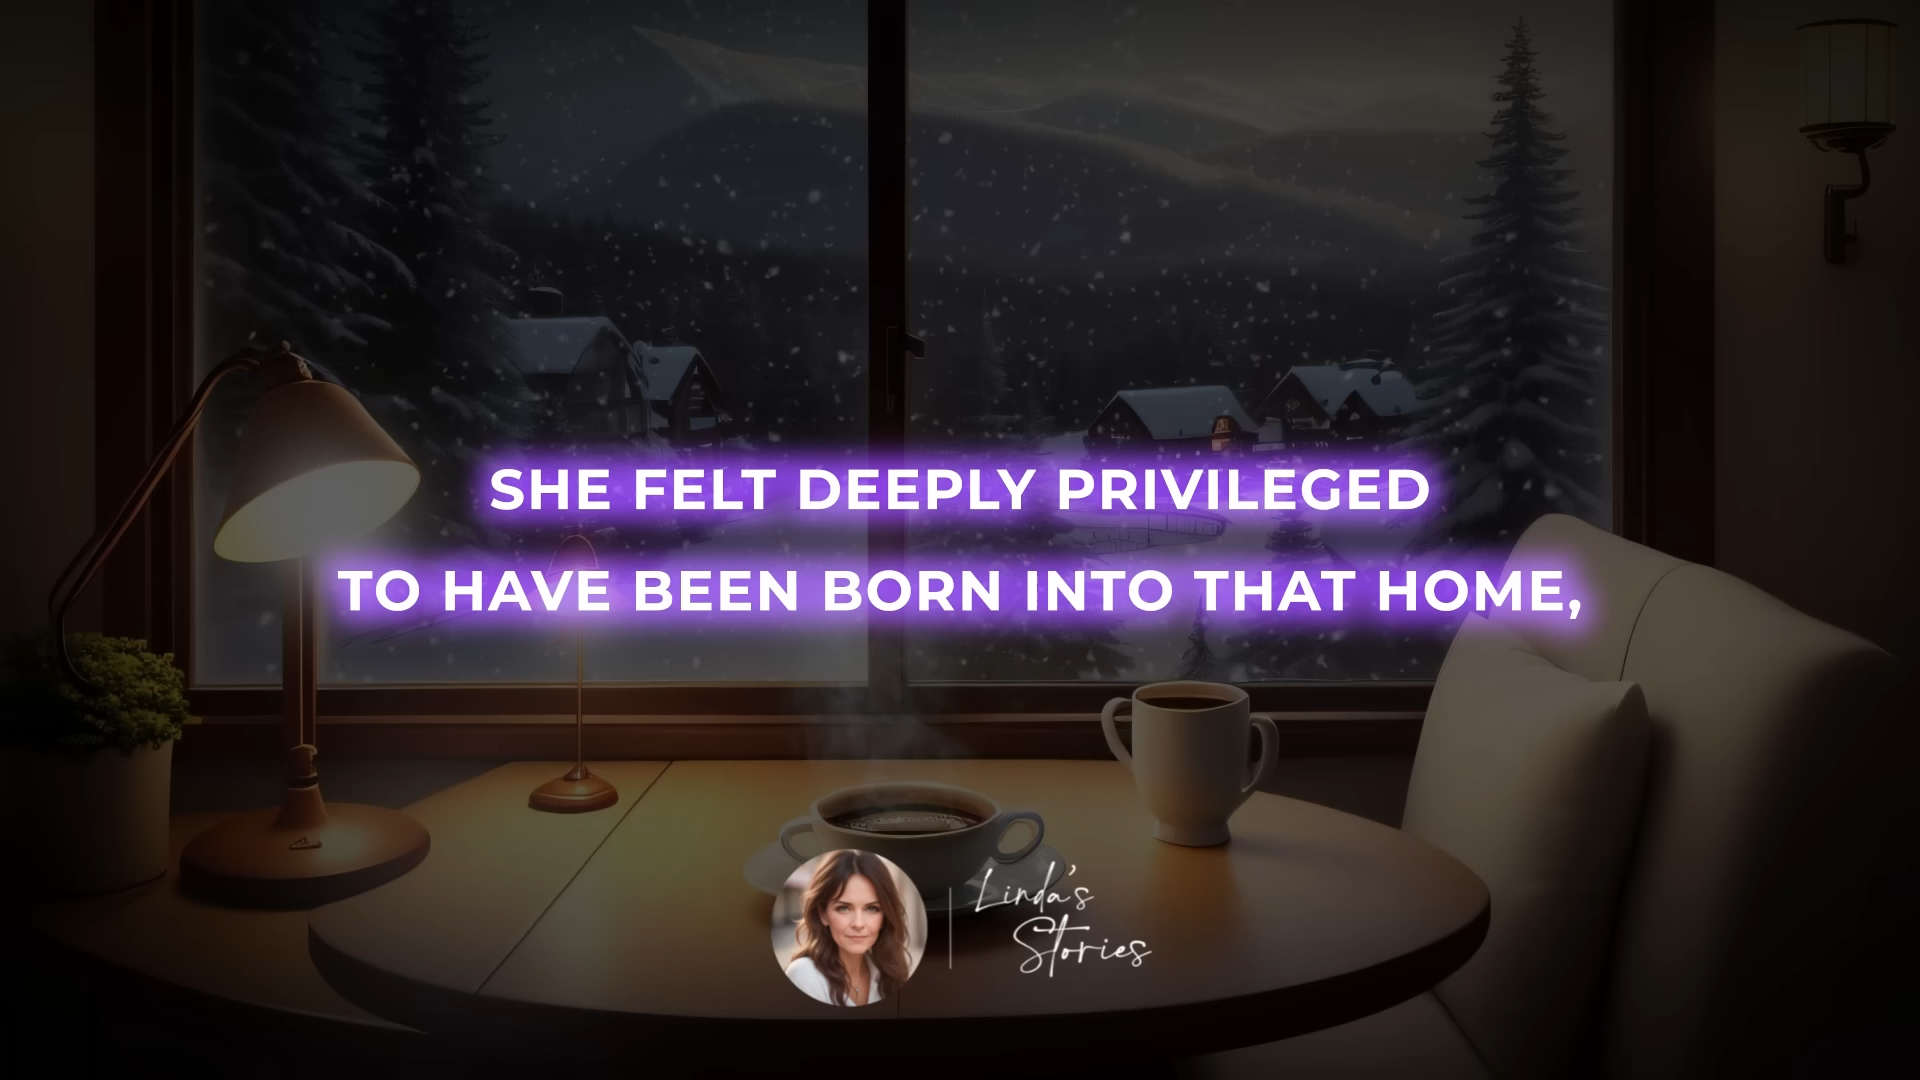 SHE FELT DEEPLY PRIVILEGED
TO HAVE BEEN BORN INTO THAT HOME,
Linda's
Stories